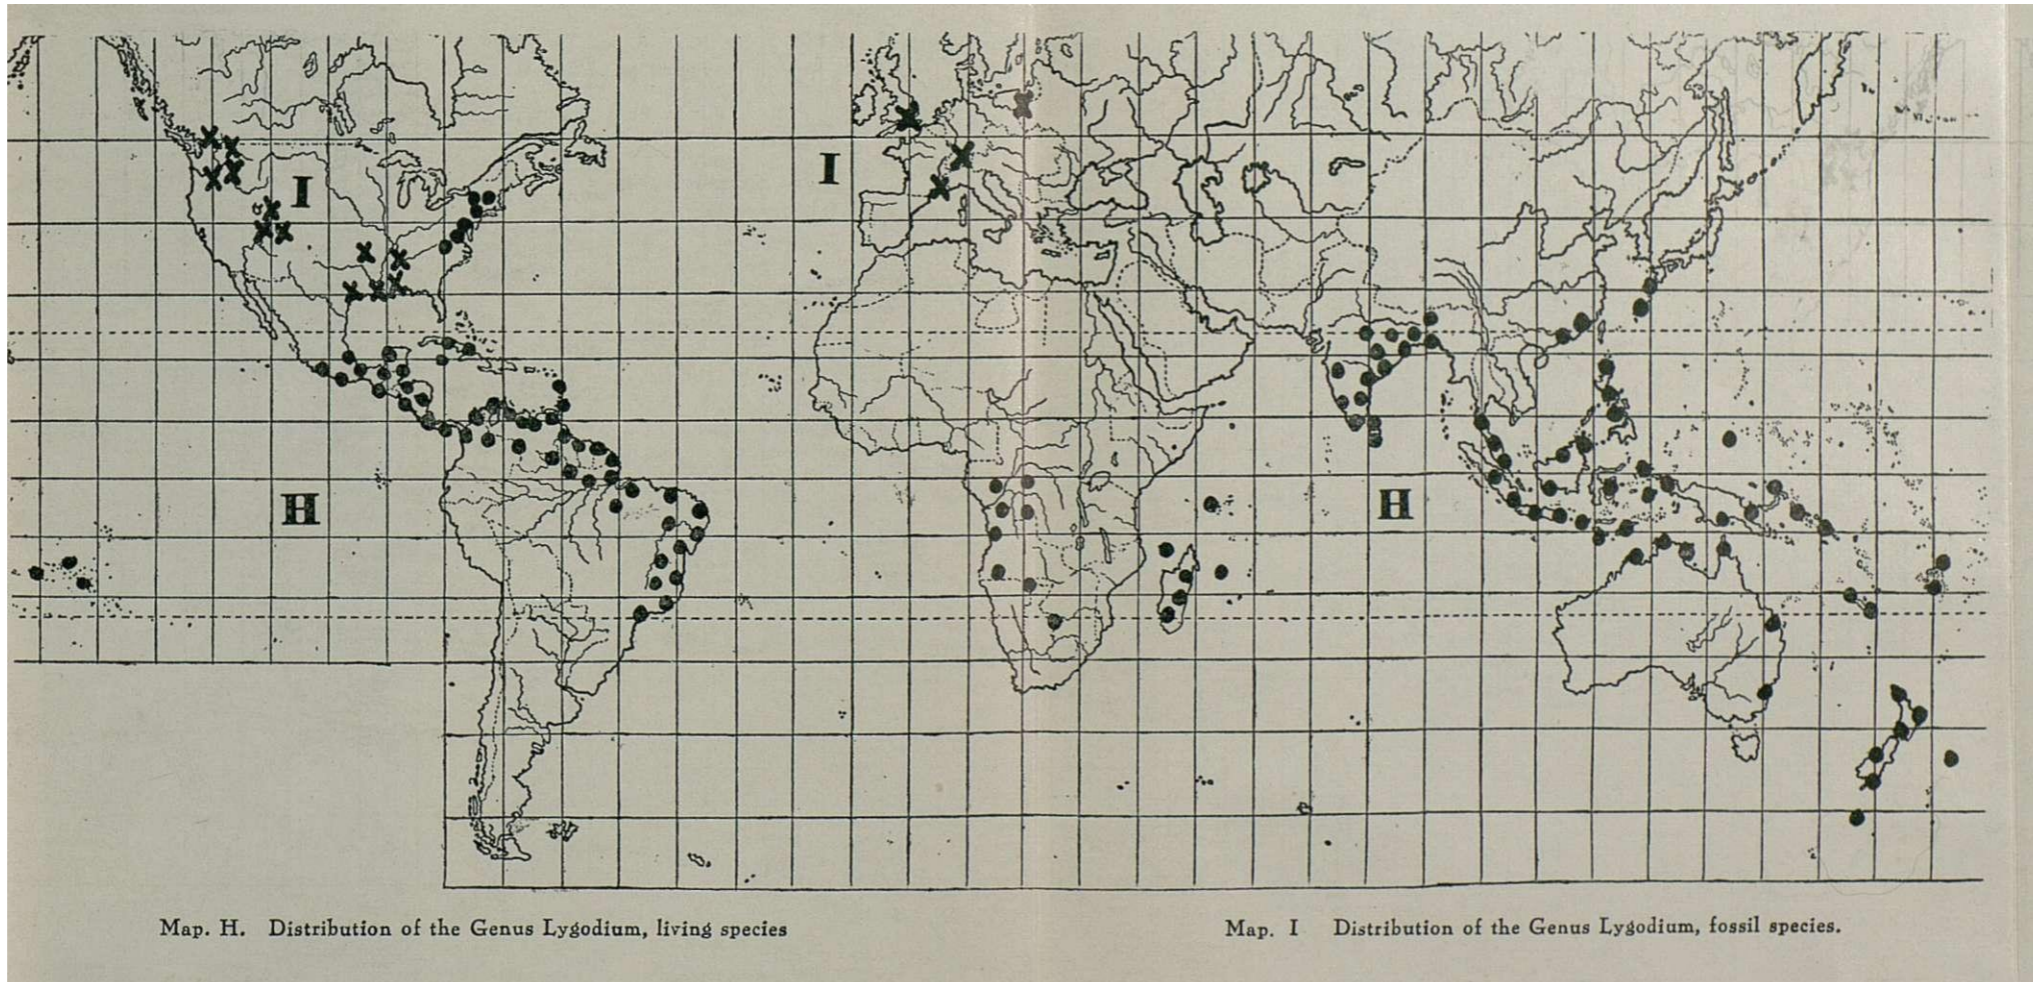 I
I
H
H
Map. H. Distribution of the Genus Lygodium, living species
Map. I Distribution of the Genus Lygodium, fossil species.